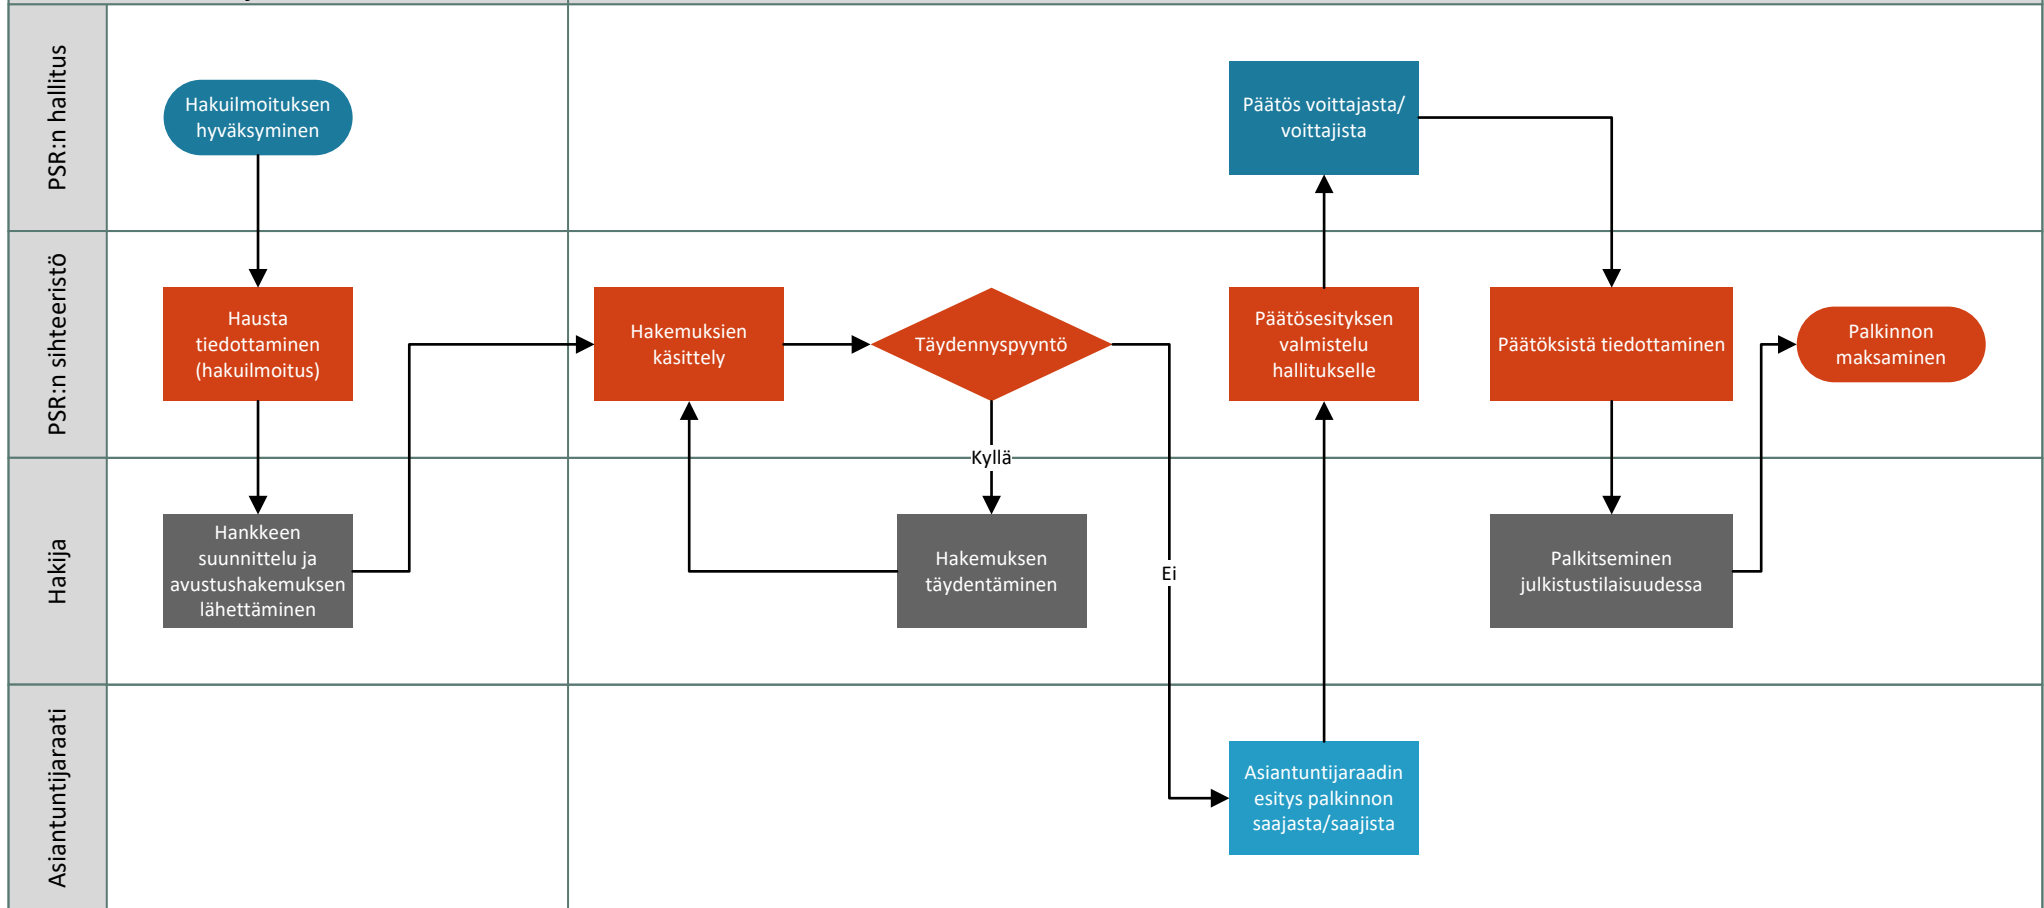 PSR:n hallitus
Hakuilmoituksen
hyväksyminen
Päätös voittajasta/
voittajista
PSR:n sihteeristö
Hausta
tiedottaminen
(hakuilmoitus)
Hakemuksien
käsittely
Täydennyspyyntö
Päätösesityksen
valmistelu
hallitukselle
Päätöksistä tiedottaminen
Palkinnon
maksaminen
Kyllä
Hakija
Hankkeen
suunnittelu ja
avustushakemuksen
lähettäminen
Hakemuksen
täydentäminen
Ei
Palkitseminen
julkistustilaisuudessa
Asiantuntijaraati
Asiantuntijaraadin
esitys palkinnon
saajasta/saajista